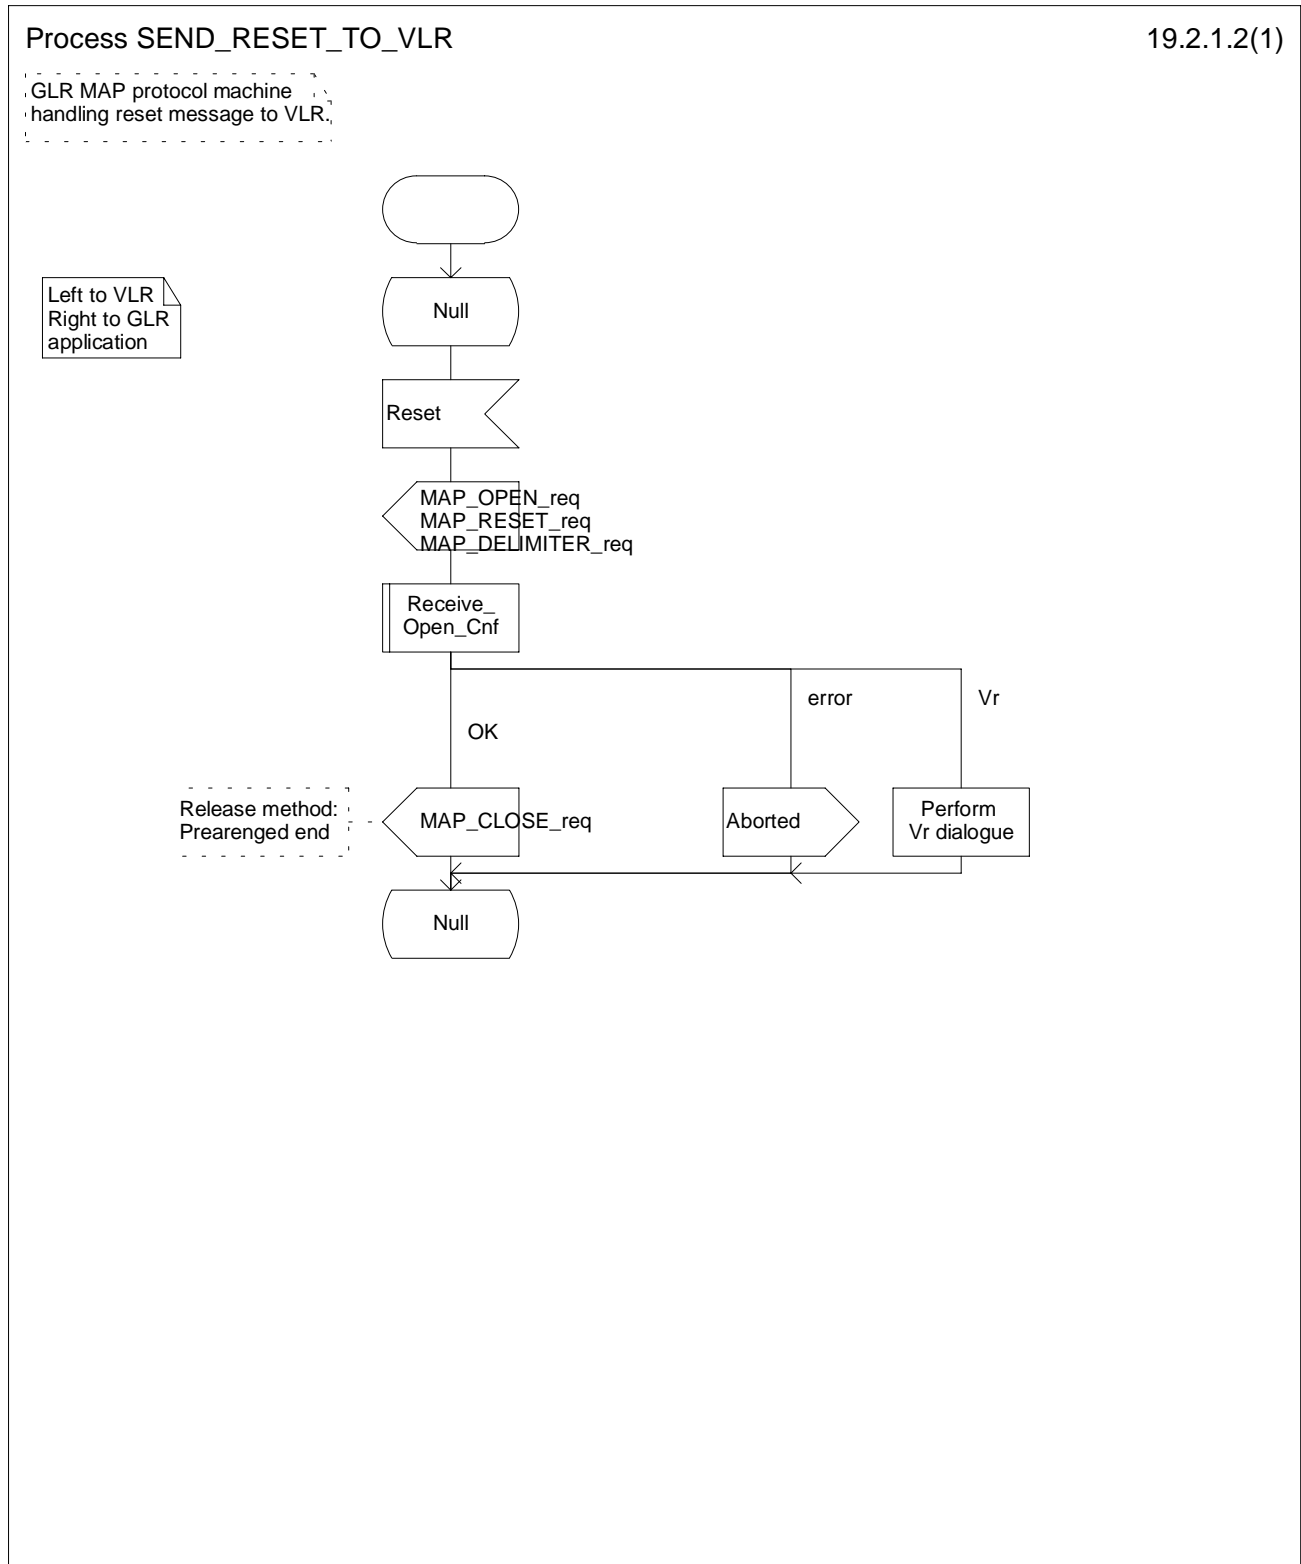 Process SEND_RESET_TO_VLR
19.2.1.2(1)
GLR MAP protocol machine
handling reset message to VLR.
Left to VLR
Right to GLR
application
Null
Reset
MAP_OPEN_req
MAP_RESET_req
MAP_DELIMITER_req
Receive_
Open_Cnf
error
Vr
OK
Release method:
Prearenged end
MAP_CLOSE_req
Aborted
Perform
Vr dialogue
Null